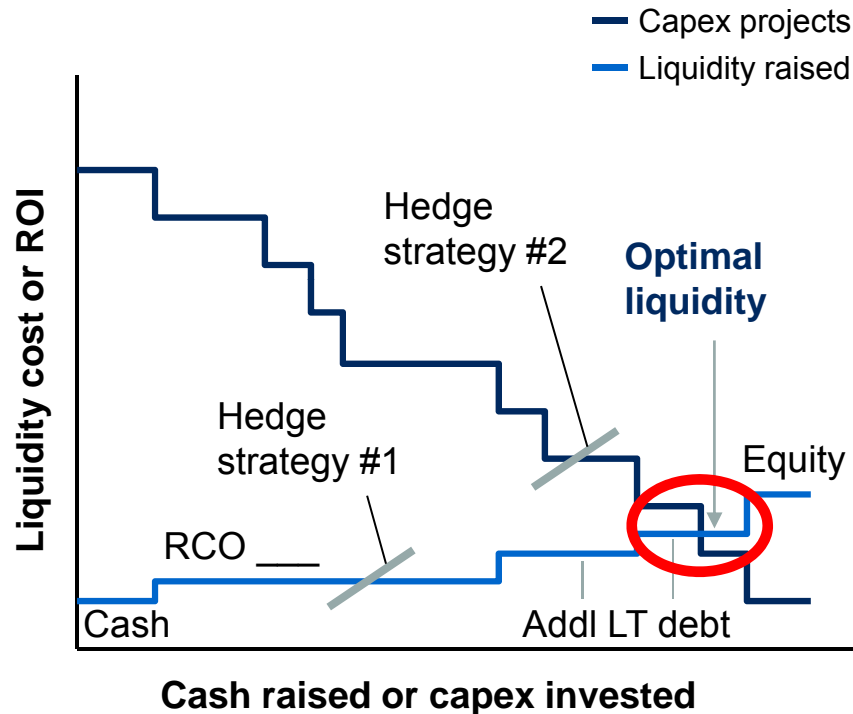 Capex projects
Liquidity raised
Liquidity cost or ROI
Hedge
strategy #2
Optimal
liquidity
Hedge
strategy #1
Equity
RCO ___
Cash
Addl LT debt
Cash raised or capex invested